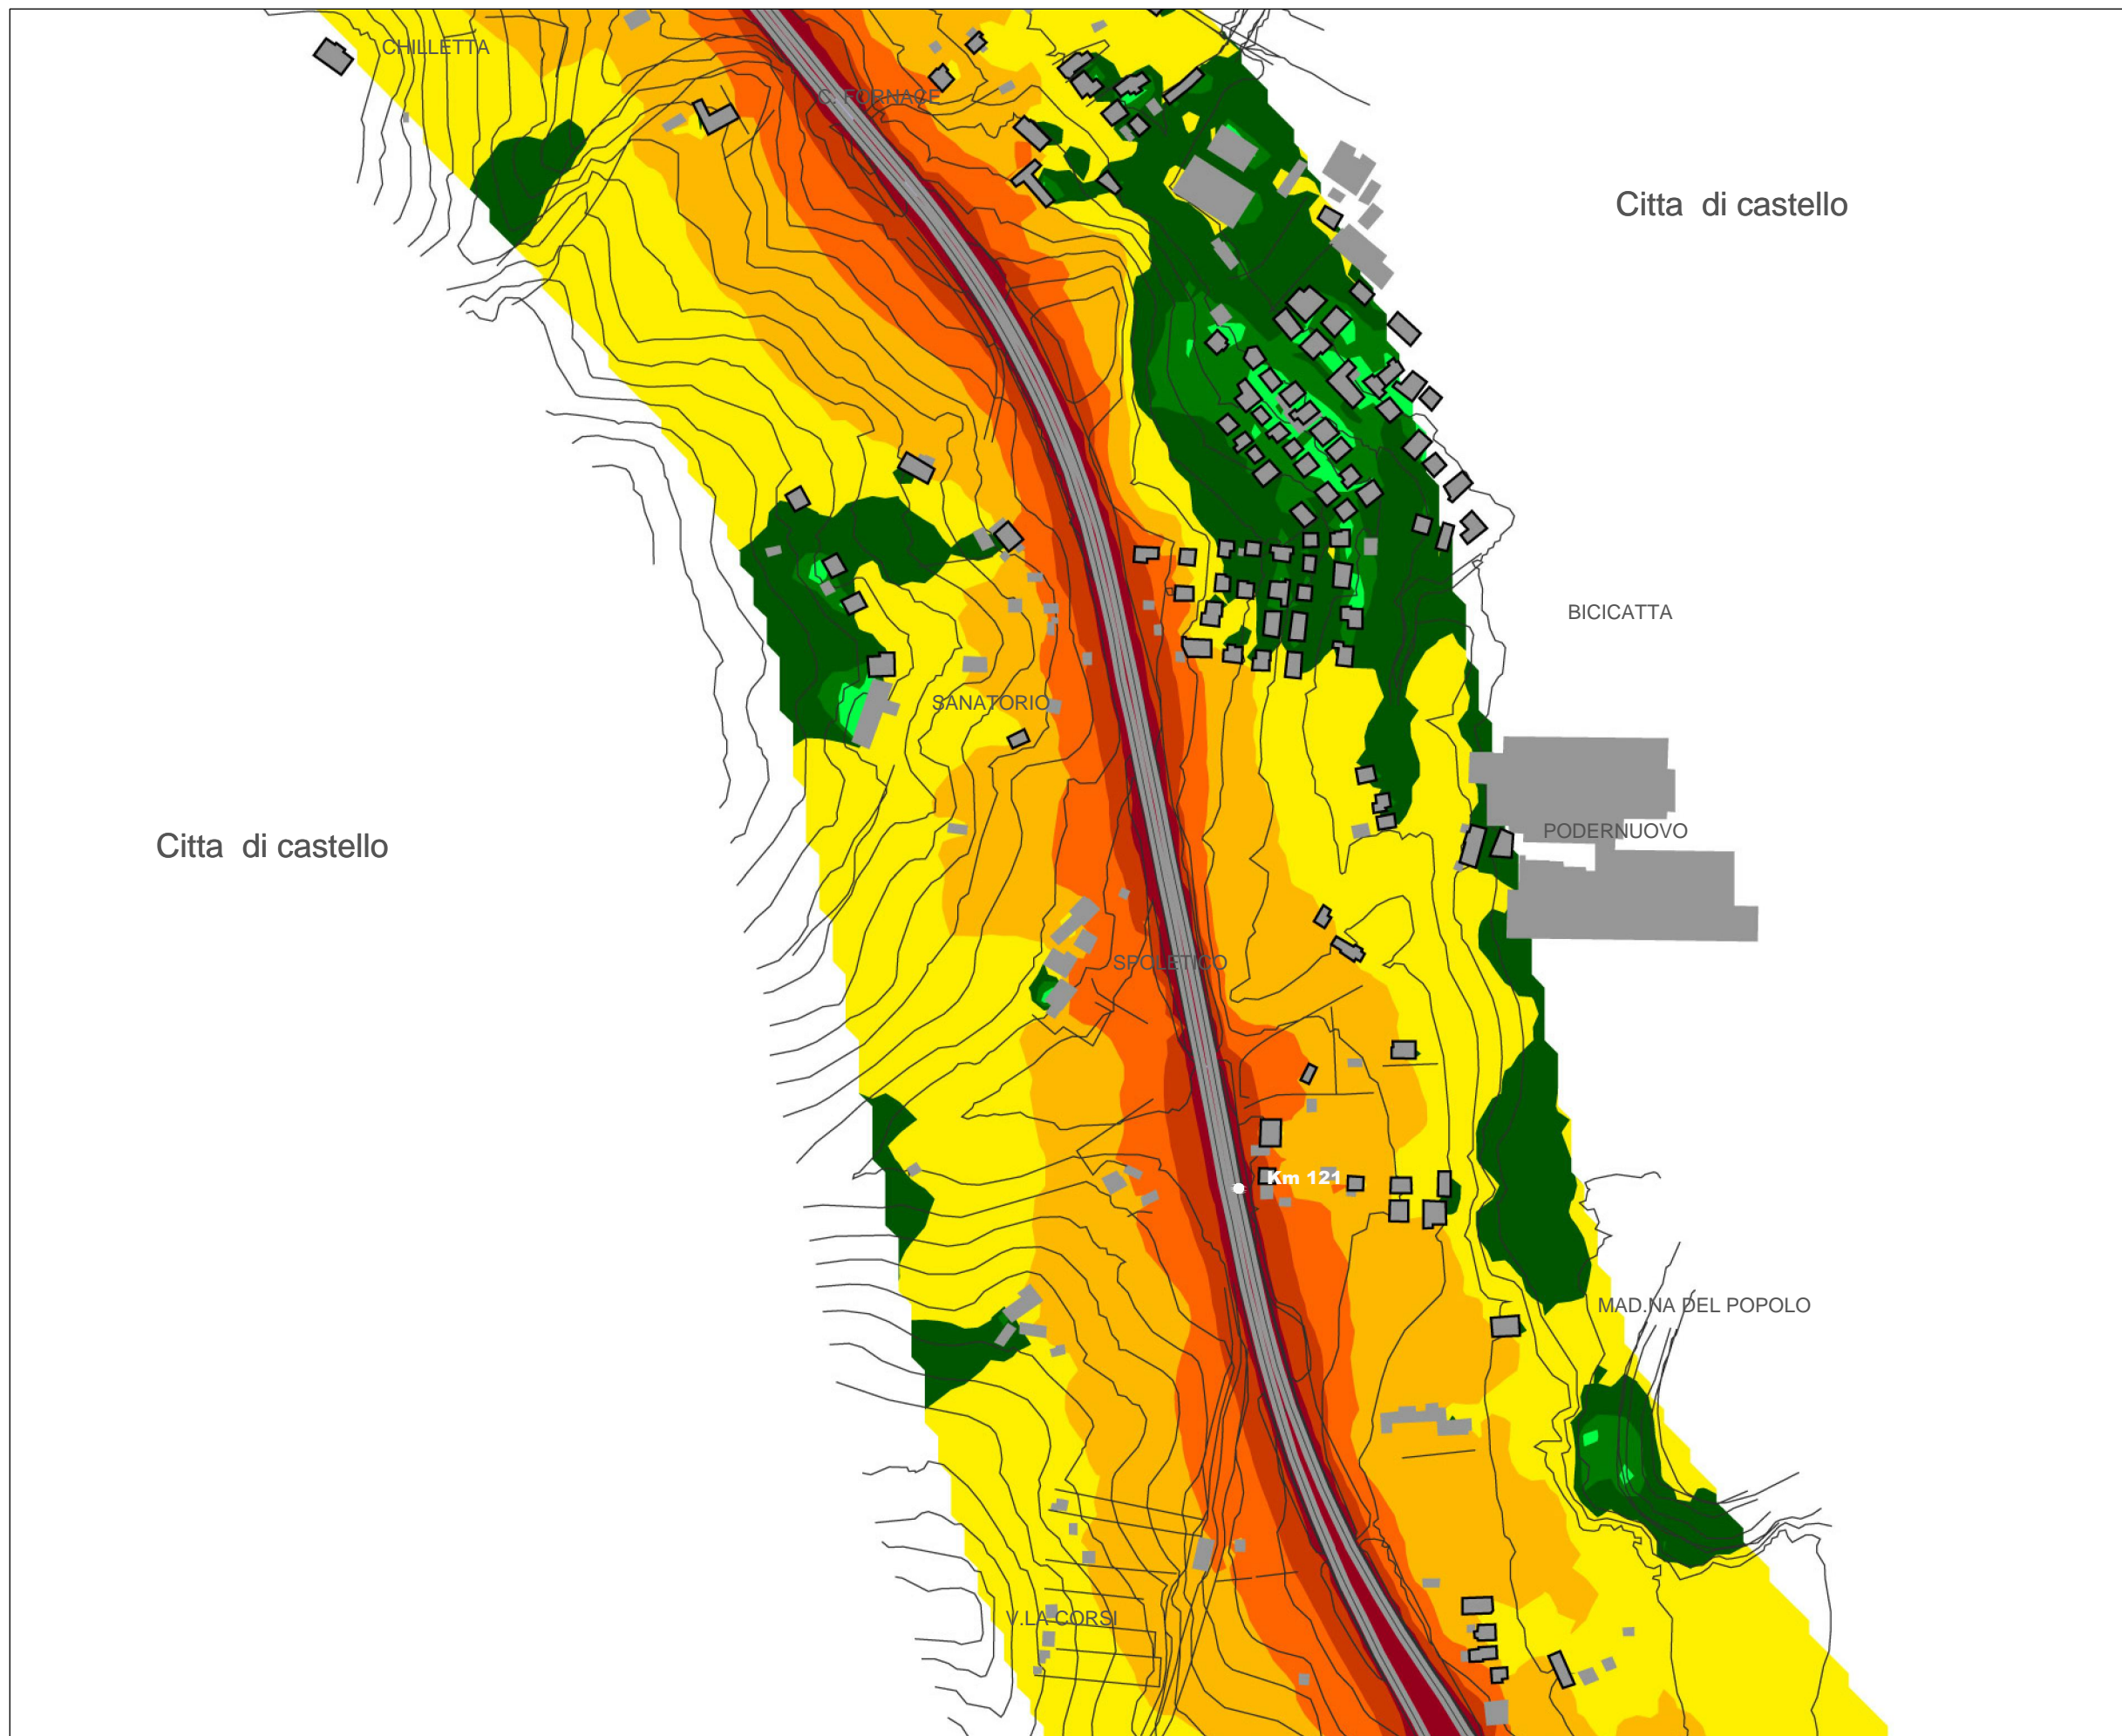 CHILLETTA
C. FORNACE
Citta di castello
BICICATTA
SANATORIO
PODERNUOVO
Citta di castello
SPOLETICO
Km 121
MAD.NA DEL POPOLO
V.LA CORSI